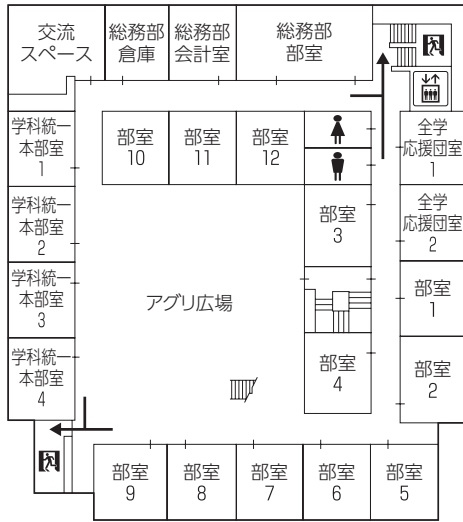 交流
スペース
総務部
倉庫
総務部
会計室
総務部
部室
学科統一
本部室
1
部室
10
部室
11
部室
12
全学
応援団室
1
学科統一
本部室
2
部室
3
全学
応援団室
2
学科統一
本部室
3
アグリ広場
部室
1
学科統一
本部室
4
部室
4
部室
2
部室
9
部室
8
部室
7
部室
6
部室
5